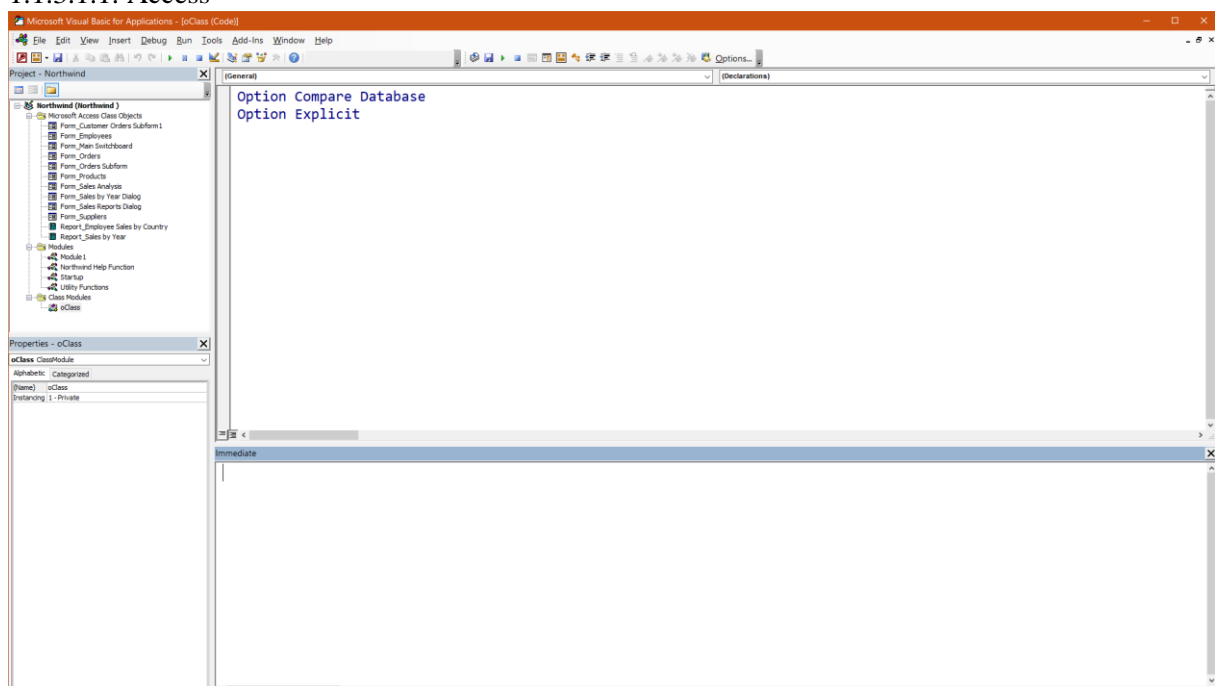 1.1.3.1.1. Access
Microsoft Visual Basic for Applications - [oClass (Code)]
File Edit View Insert Debug Run Tools Add-Ins Window Help
Options...
Project - Northwind
(General) (Declarations)
Option Compare Database
Option Explicit
Northwind (Northwind )
Microsoft Access Class Objects
Form_Customer Orders Subform1
Form_Employees
Form_Main Switchboard
Form_Orders
Form_Orders Subform
Form_Products
Form_Sales Analysis
Form_Sales by Year Dialog
Form_Sales Reports Dialog
Form_Suppliers
Report_Employee Sales by Country
Report_Sales by Year
Modules
Module1
Northwind Help Function
Startup
Utility Functions
Class Modules
oClass
Properties - oClass
oClass ClassModule
Alphabetic Categorized
(Name) oClass
Instancing 1 - Private
Immediate